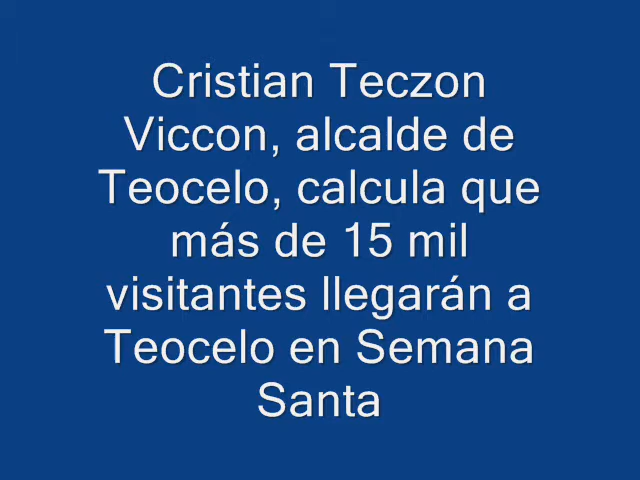 Cristian Teczon
Viccon, alcalde de
Teocelo, calcula que
más de 15 mil
visitantes llegarán a
Teocelo en Semana
Santa